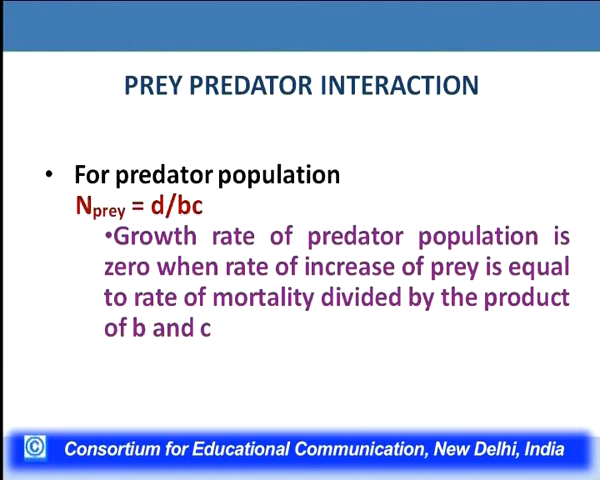 PREY PREDATOR INTERACTION
• For predator population
Nprey = d/bc
•Growth rate of predator population is
zero when rate of increase of prey is equal
to rate of mortality divided by the product
of b and c
© Consortium for Educational Communication, New Delhi, India